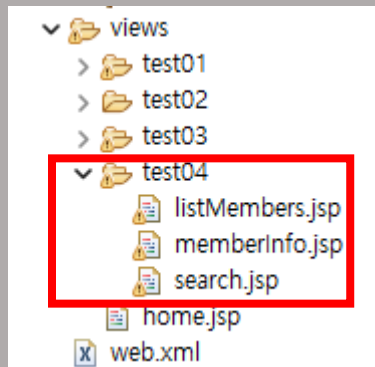 views
test01
test02
test03
test04
listMembers.jsp
memberInfo.jsp
search.jsp
home.jsp
web.xml